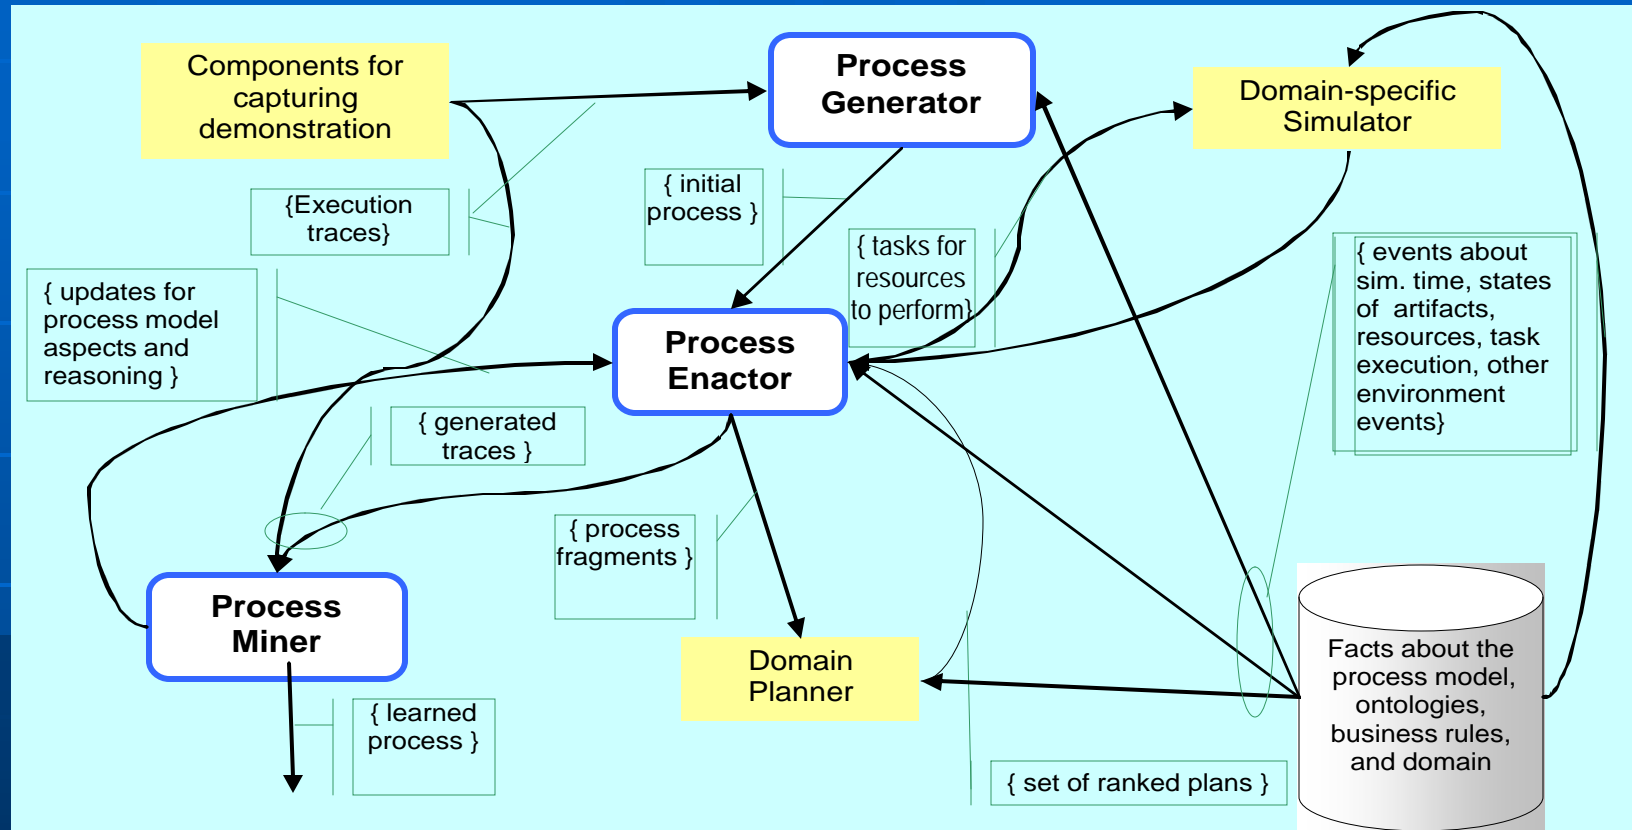 Components for
capturing
demonstration
Process
Generator
Domain-specific
Simulator
{Execution
traces}
{ initial
process }
{ tasks for
resources
to perform}
{ events about
sim. time, states
of artifacts,
resources, task
execution, other
environment
events}
{ updates for
process model
aspects and
reasoning }
Process
Enactor
{ generated
traces }
{ process
fragments }
Process
Miner
Domain
Planner
Facts about the
process model,
ontologies,
business rules,
and domain
{ learned
process }
{ set of ranked plans }